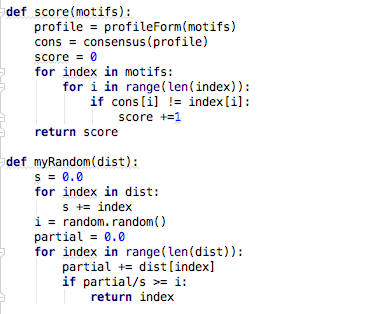 def score(motifs):
    profile = profileForm(motifs)
    cons = consensus(profile)
    score = 0
    for index in motifs:
        for i in range(len(index)):
            if cons[i] != index[i]:
                score +=1
    return score

def myRandom(dist):
    s = 0.0
    for index in dist:
        s += index
    i = random.random()
    partial = 0.0
    for index in range(len(dist)):
        partial += dist[index]
        if partial/s >= i:
            return index